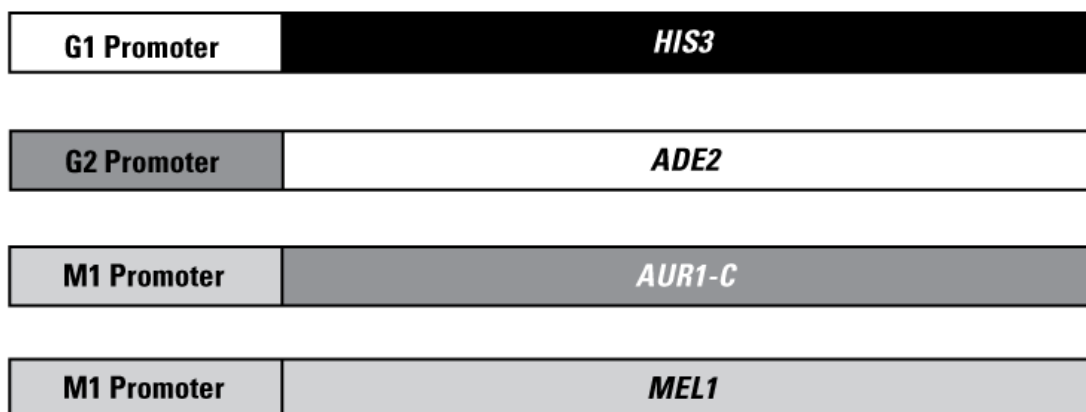 G1 Promoter HIS3
G2 Promoter ADE2
M1 Promoter AUR1-C
M1 Promoter MEL1